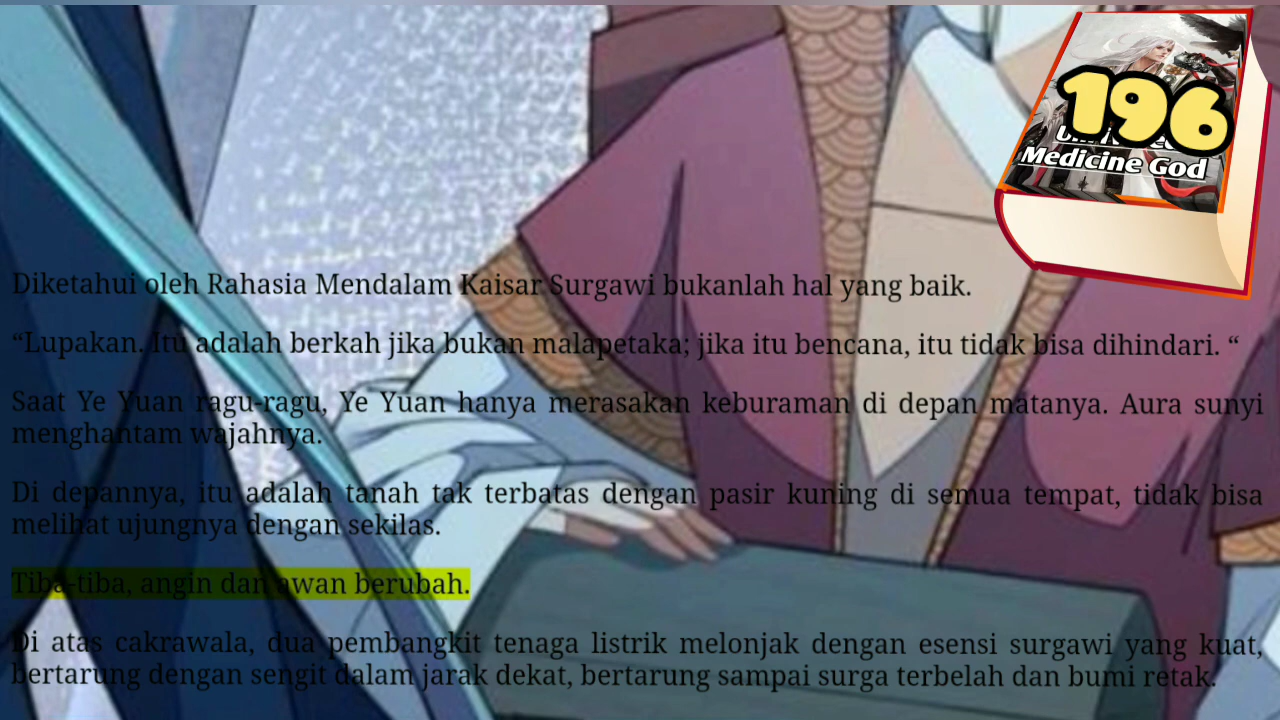 196
Medicine God
Diketahui oleh Rahasia Mendalam Kaisar Surgawi bukanlah hal yang baik.
“Lupakan. Itu adalah berkah jika bukan malapetaka; jika itu bencana, itu tidak bisa dihindari. “
Saat Ye Yuan ragu-ragu, Ye Yuan hanya merasakan keburaman di depan matanya. Aura sunyi
menghantam wajahnya.
Di depannya, itu adalah tanah tak terbatas dengan pasir kuning di semua tempat, tidak bisa
melihat ujungnya dengan sekilas.
Tiba-tiba, angin dan awan berubah.
Di atas cakrawala, dua pembangkit tenaga listrik melonjak dengan esensi surgawi yang kuat,
bertarung dengan sengit dalam jarak dekat, bertarung sampai surga terbelah dan bumi retak.